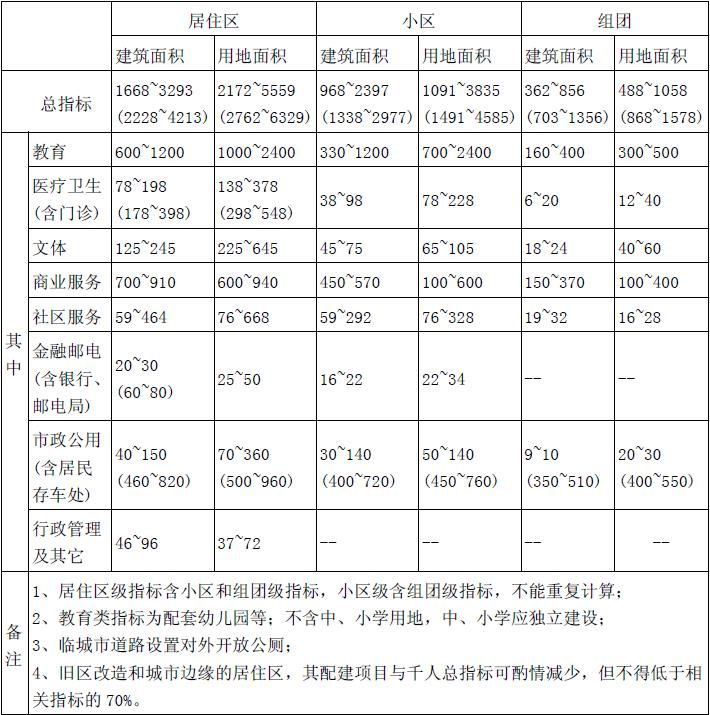 居住区 小区 组团
建筑面积 用地面积 建筑面积 用地面积 建筑面积 用地面积
总指标 1668~3293 2172~5559 968~2397 1091~3835 362~856 488~1058
(2228~4213) (2762~6329) (1338~2977) (1491~4585) (703~1356) (868~1578)
其中
教育 600~1200 1000~2400 330~1200 700~2400 160~400 300~500
医疗卫生 78~198 138~378 38~98 78~228 6~20 12~40
(含门诊) (178~398) (298~548)
文体 125~245 225~645 45~75 65~105 18~24 40~60
商业服务 700~910 600~940 450~570 100~600 150~370 100~400
社区服务 59~464 76~668 59~292 76~328 19~32 16~28
金融邮电 20~30 25~50 16~22 22~34 -- --
(含银行、 (60~80)
邮电局)
市政公用 40~150 70~360 30~140 50~140 9~10 20~30
(含居民 (460~820) (500~960) (400~720) (450~760) (350~510) (400~550)
存车处)
行政管理 46~96 37~72 -- -- -- --
及其它
备注
1、居住区级指标含小区和组团级指标，小区级含组团级指标，不能重复计算；
2、教育类指标为配套幼儿园等；不含中、小学用地，中、小学应独立建设；
3、临城市道路设置对外开放公厕；
4、旧区改造和城市边缘的居住区，其配建项目与千人总指标可酌情减少，但不得低于相
关指标的70%。